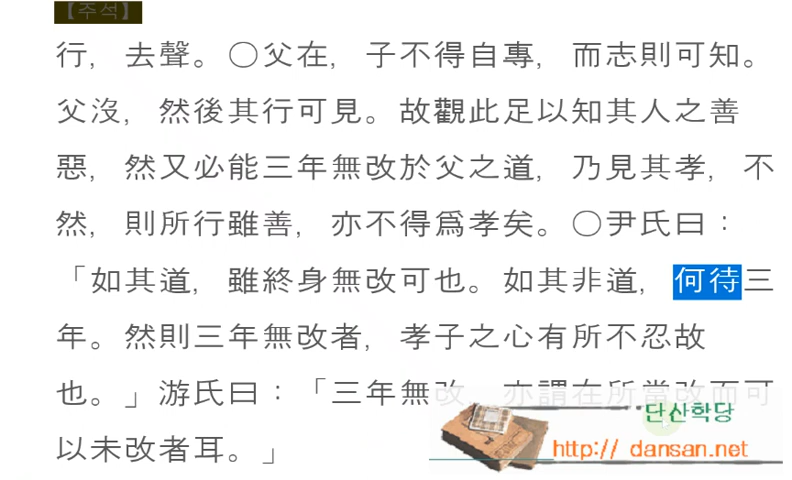 【주석】
行, 去聲。○父在, 子不得自專, 而志則可知。
父沒, 然後其行可見。故觀此足以知其人之善
惡, 然又必能三年無改於父之道, 乃見其孝, 不
然, 則所行雖善, 亦不得爲孝矣。○尹氏曰:
「如其道, 雖終身無改可也。如其非道, 何待三
年。然則三年無改者, 孝子之心有所不忍故
也。」游氏曰:「三年無改, 亦謂在所當改而可
以未改者耳。」
단산학당
http:// dansan.net